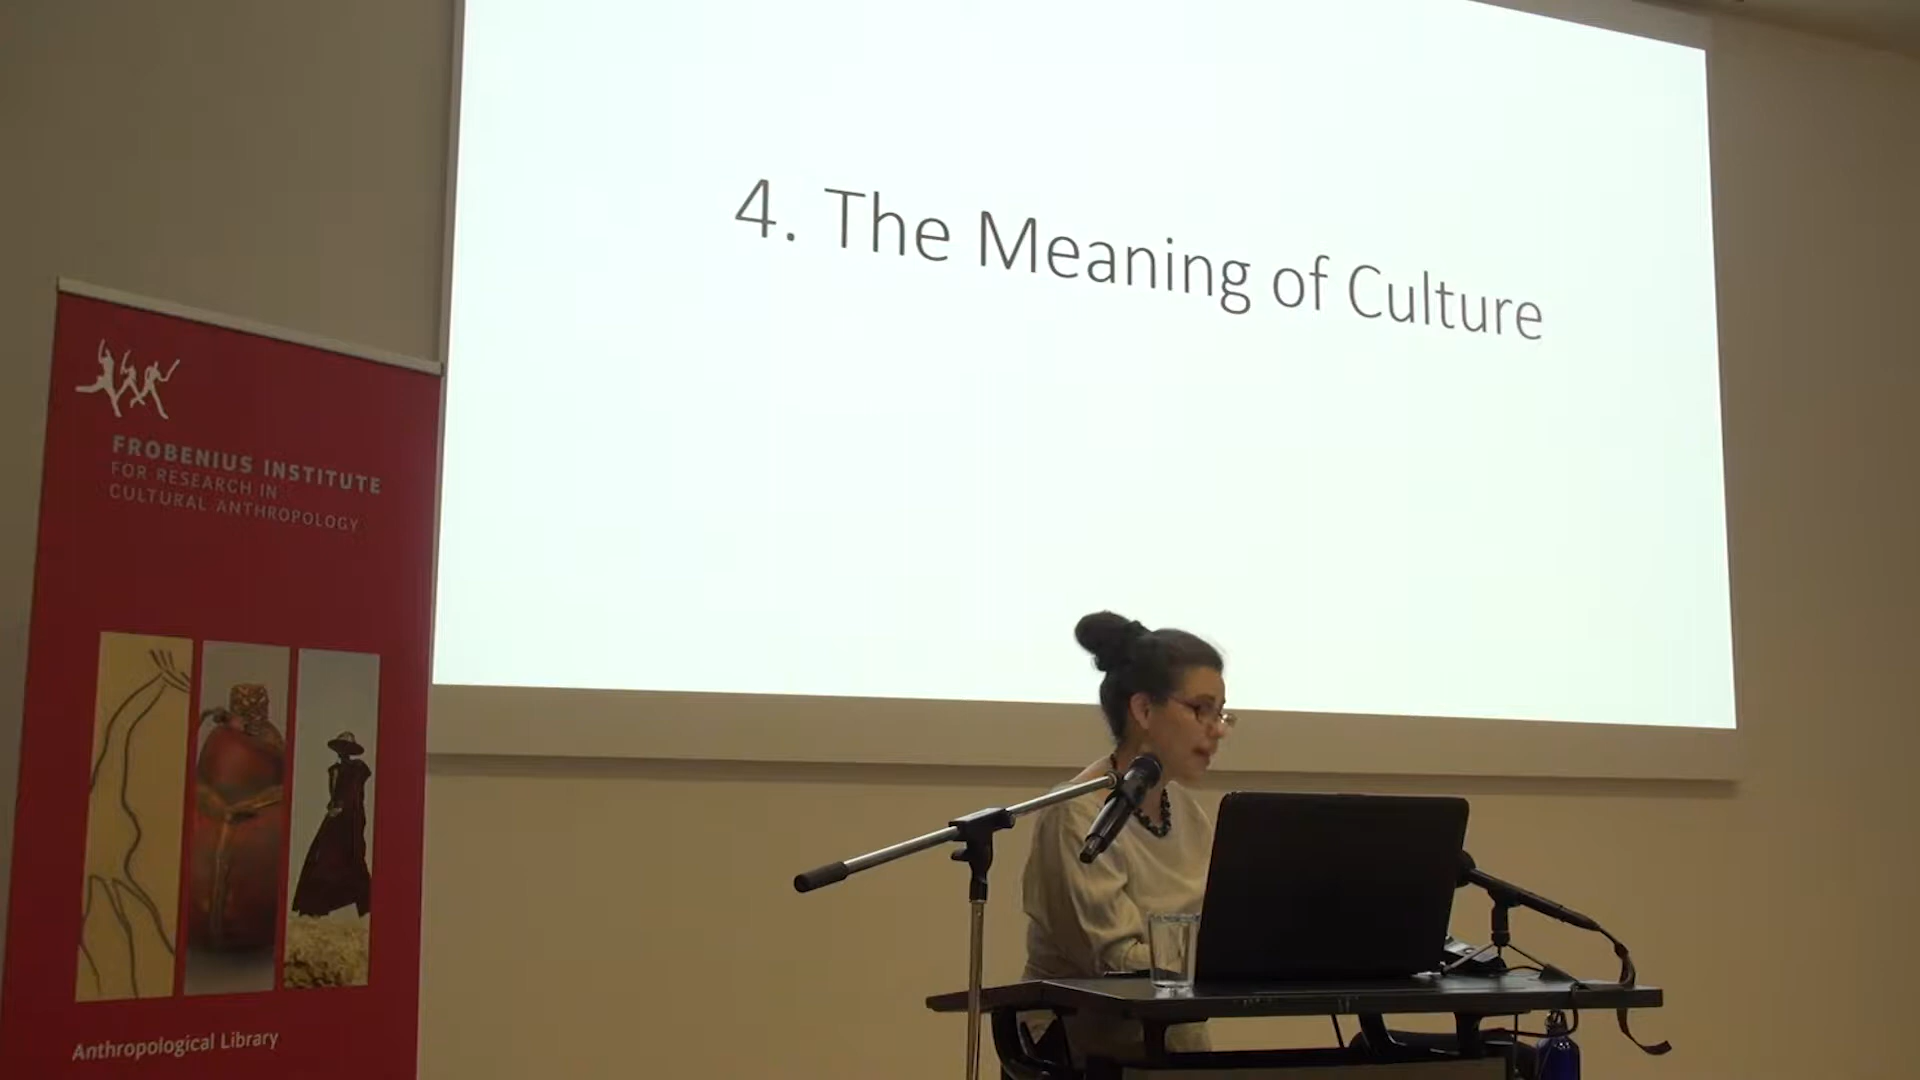 4. The Meaning of Culture
FROBENIUS INSTITUTE
FOR RESEARCH IN
CULTURAL ANTHROPOLOGY
Anthropological Library